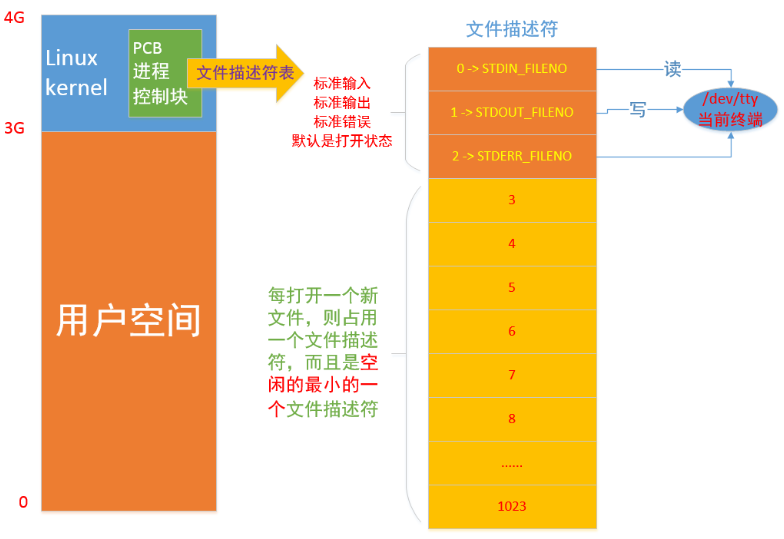 4G
Linux
kernel
PCB
进程
控制块
文件描述符表
3G
用户空间
0
标准输入
标准输出
标准错误
默认是打开状态
文件描述符
0 -> STDIN_FILENO
1 -> STDOUT_FILENO
2 -> STDERR_FILENO
3
4
5
6
7
8
......
1023
读
写
/dev/tty
当前终端
每打开一个新
文件，则占用
一个文件描述
符，而且是空
闲的最小的一
个文件描述符